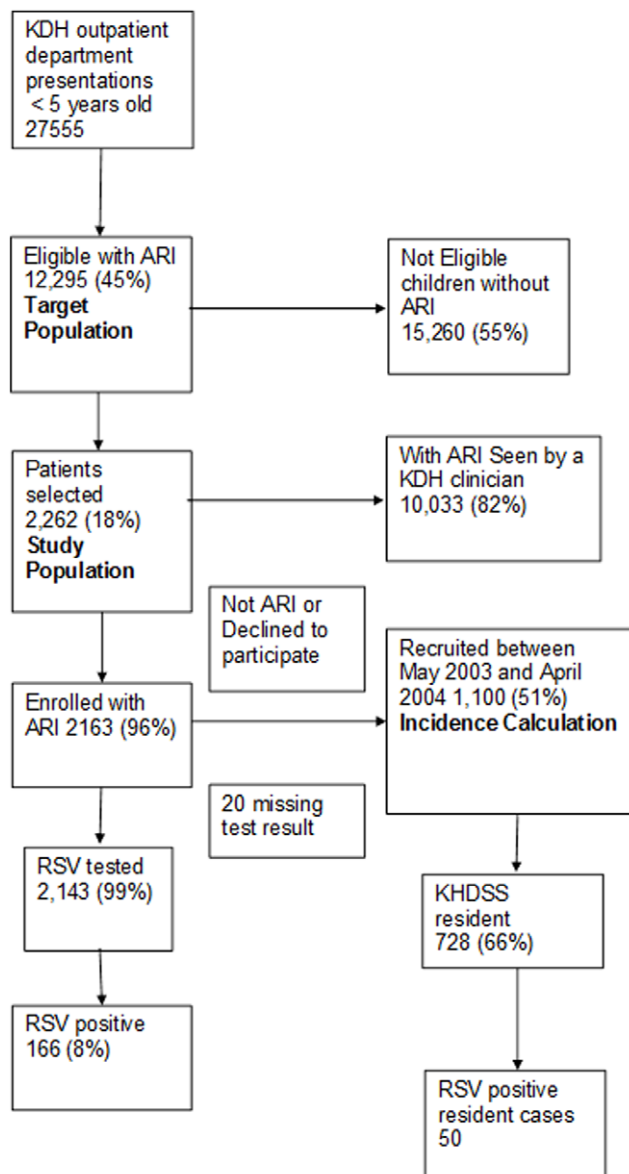 KDH outpatient
department
presentations
< 5 years old
27555
Eligible with ARI
12,295 (45%)
Target
Population
Not Eligible
children without
ARI
15,260 (55%)
Patients
selected
2,262 (18%)
Study
Population
With ARI Seen by a
KDH clinician
10,033 (82%)
Not ARI or
Declined to
participate
Enrolled with
ARI 2163 (96%)
Recruited between
May 2003 and April
2004 1,100 (51%)
Incidence Calculation
20 missing
test result
RSV tested
2,143 (99%)
KHDSS
resident
728 (66%)
RSV positive
166 (8%)
RSV positive
resident cases
50